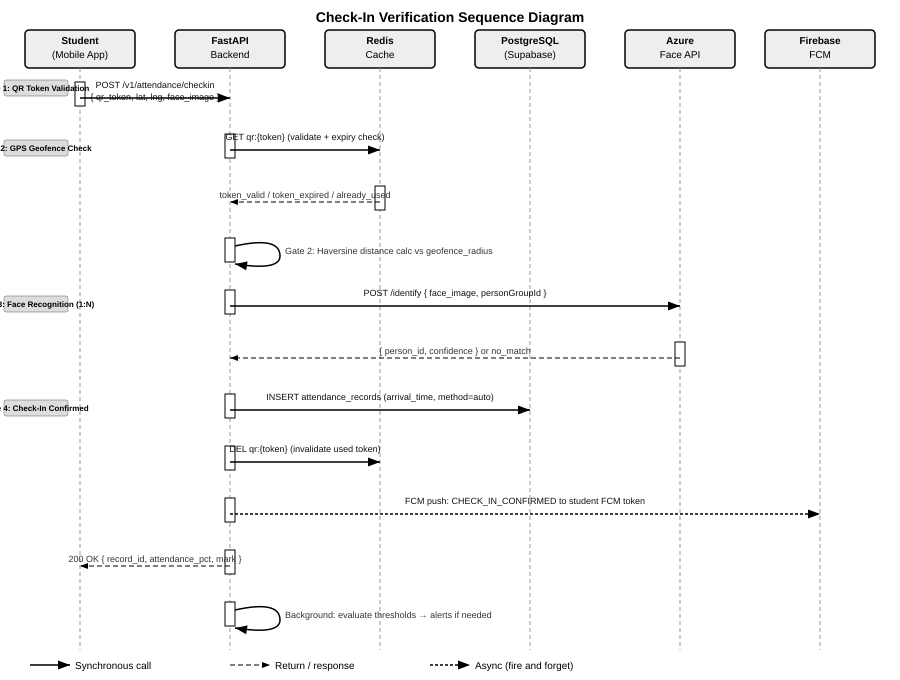 Check-In Verification Sequence Diagram
Student
(Mobile App)
FastAPI
Backend
Redis
Cache
PostgreSQL
(Supabase)
Azure
Face API
Firebase
FCM
1: QR Token Validation
POST /v1/attendance/checkin
{ qr_token, lat, lng, face_image }
2: GPS Geofence Check
GET qr:{token} (validate + expiry check)
token_valid / token_expired / already_used
Gate 2: Haversine distance calc vs geofence_radius
3: Face Recognition (1:N)
POST /identify { face_image, personGroupId }
{ person_id, confidence } or no_match
4: Check-In Confirmed
INSERT attendance_records (arrival_time, method=auto)
DEL qr:{token} (invalidate used token)
FCM push: CHECK_IN_CONFIRMED to student FCM token
200 OK { record_id, attendance_pct, mark }
Background: evaluate thresholds → alerts if needed
Synchronous call
Return / response
Async (fire and forget)